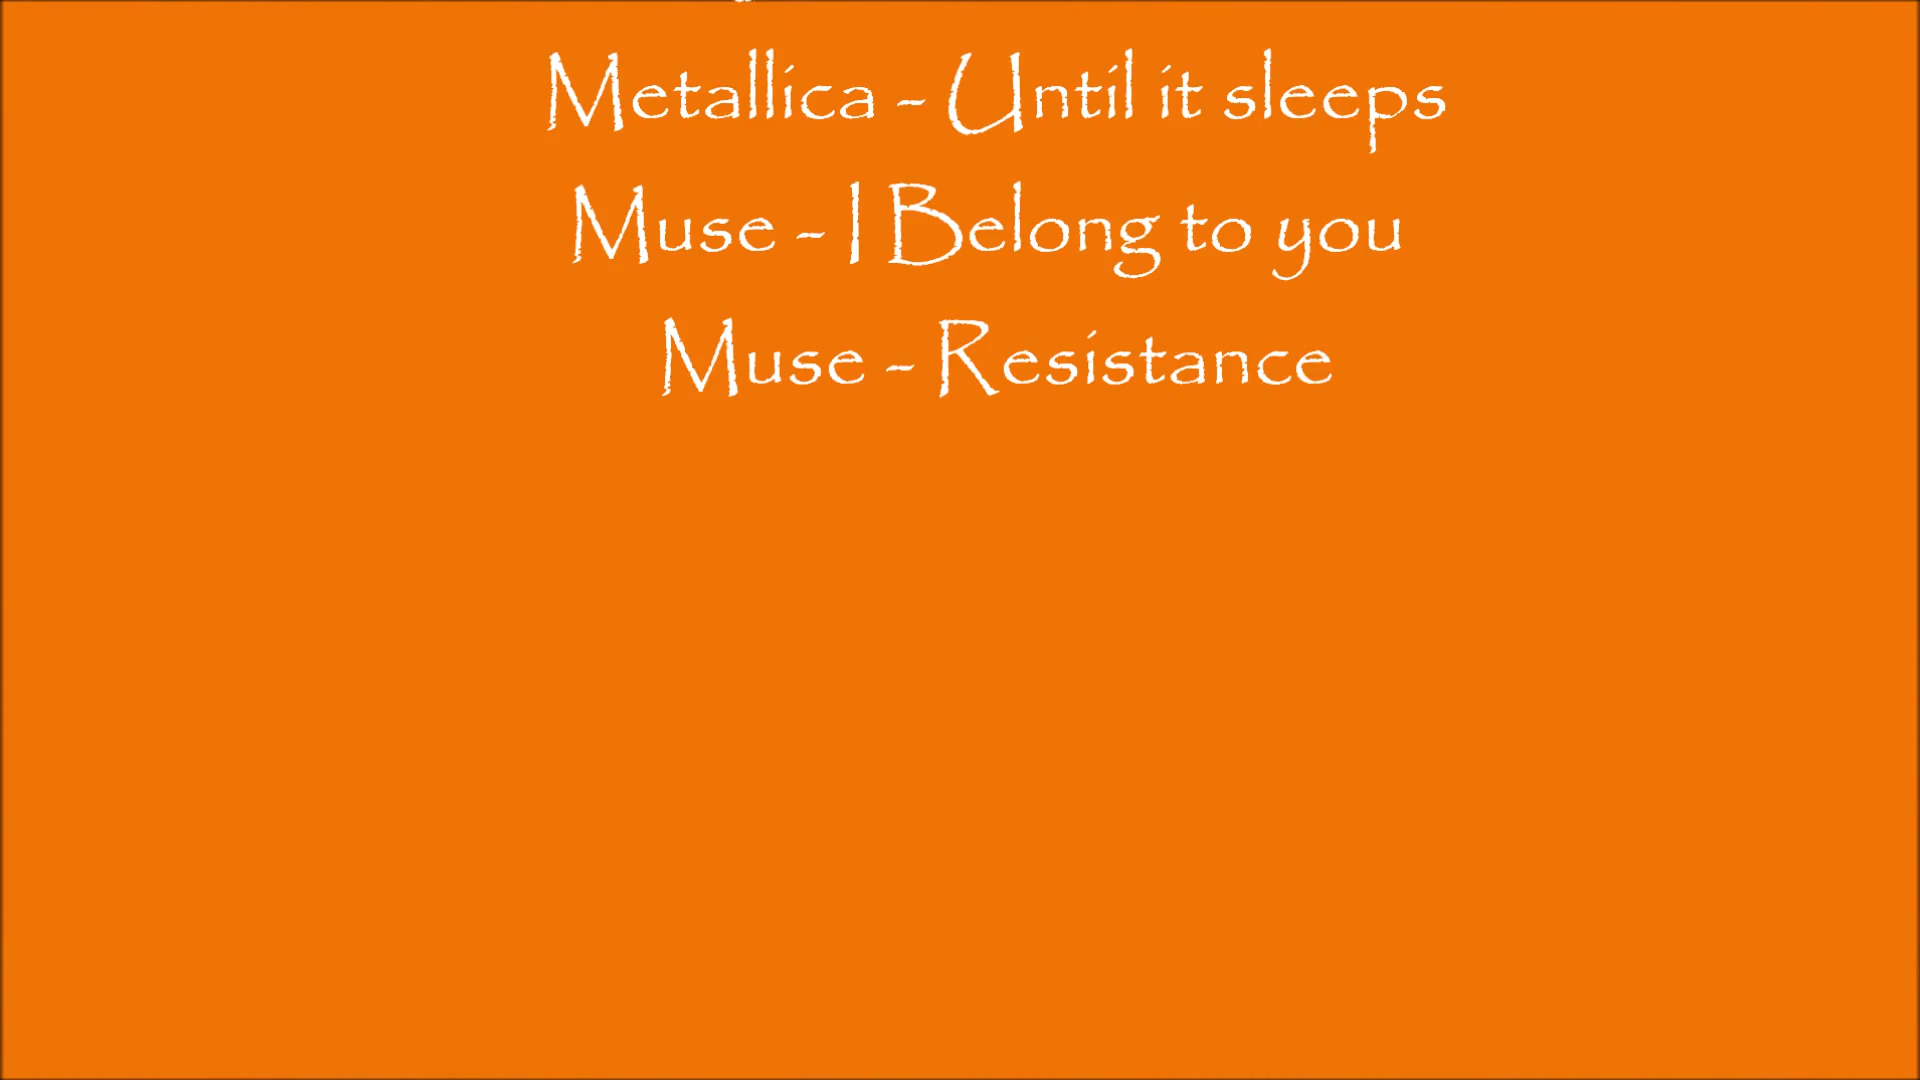 Metallica - Until it sleeps
Muse - I Belong to you
Muse - Resistance